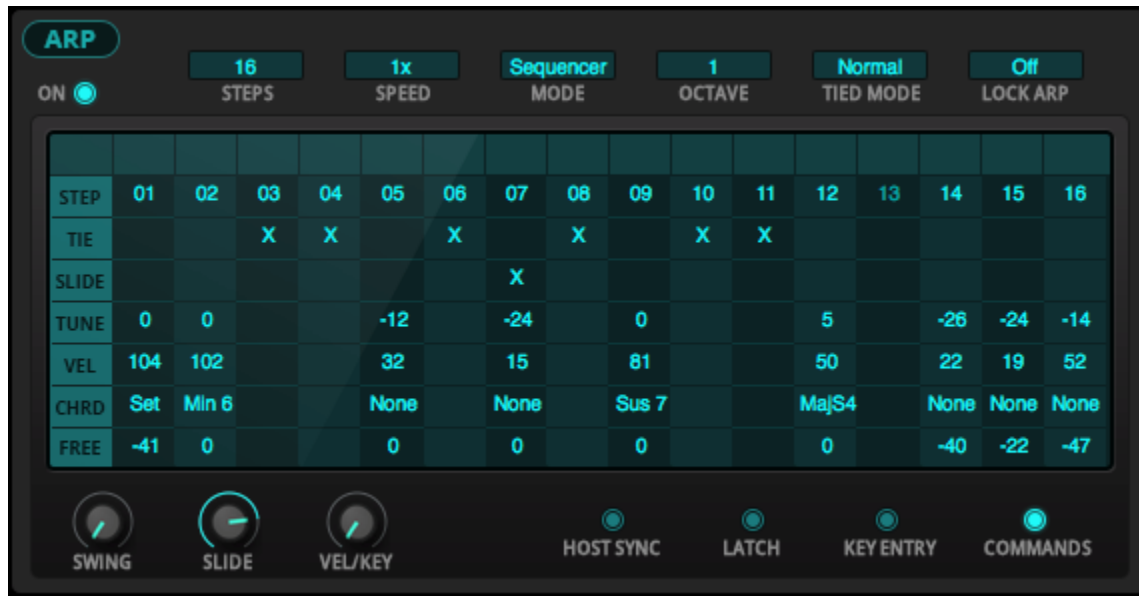 ARP
16 1x Sequencer 1 Normal Off
ON STEPS SPEED MODE OCTAVE TIED MODE LOCK ARP
STEP 01 02 03 04 05 06 07 08 09 10 11 12 13 14 15 16
TIE X X X X X X
SLIDE X
TUNE 0 0 -12 -24 0 5 -26 -24 -14
VEL 104 102 32 15 81 50 22 19 52
CHRD Set Min 6 None None Sus 7 MajS4 None None None
FREE -41 0 0 0 0 0 -40 -22 -47
SWING SLIDE VEL/KEY HOST SYNC LATCH KEY ENTRY COMMANDS